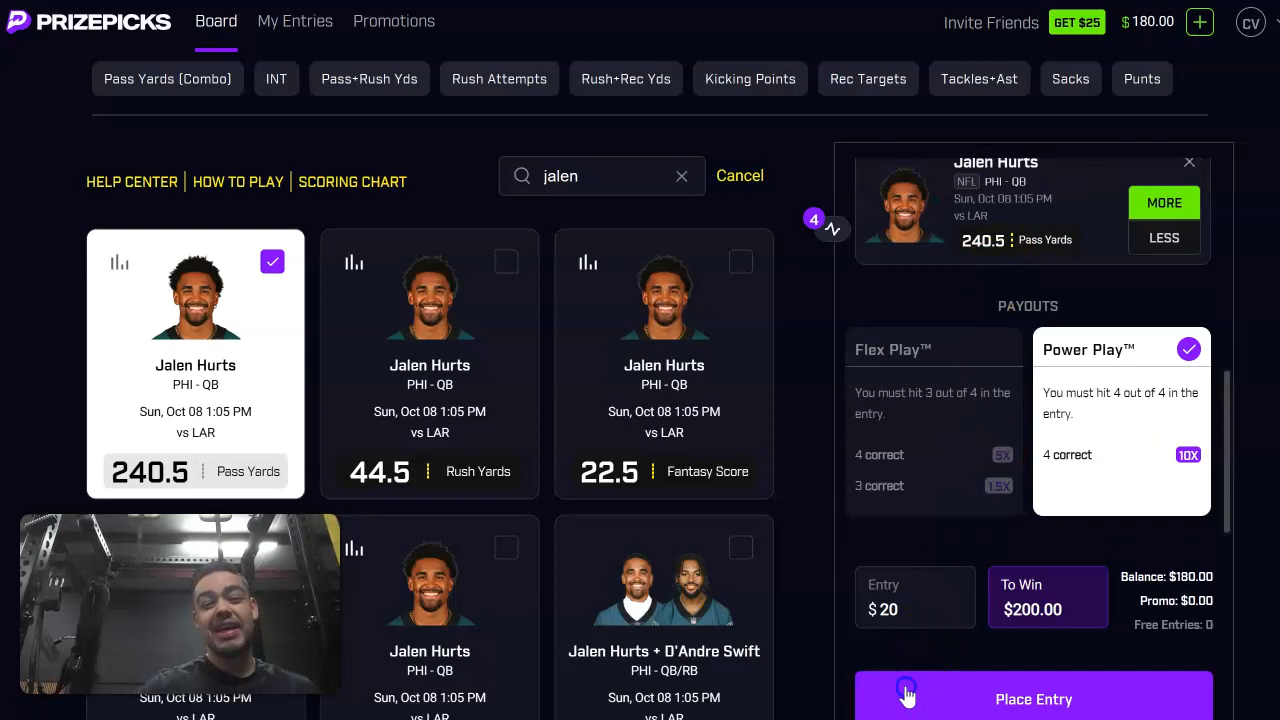 PRIZEPICKS
Board
My Entries
Promotions
Invite Friends
GET $25
$180.00
CV
Pass Yards (Combo)
INT
Pass+Rush Yds
Rush Attempts
Rush+Rec Yds
Kicking Points
Rec Targets
Tackles+Ast
Sacks
Punts
HELP CENTER
HOW TO PLAY
SCORING CHART
jalen
Cancel
Jalen Hurts
PHI - QB
Sun, Oct 08 1:05 PM
vs LAR
240.5
Pass Yards
Jalen Hurts
PHI - QB
Sun, Oct 08 1:05 PM
vs LAR
44.5
Rush Yards
Jalen Hurts
PHI - QB
Sun, Oct 08 1:05 PM
vs LAR
22.5
Fantasy Score
Sun, Oct 08 1:05 PM
vs LAR
Jalen Hurts
PHI - QB
Sun, Oct 08 1:05 PM
vs LAR
Jalen Hurts + D'Andre Swift
PHI - QB/RB
Sun, Oct 08 1:05 PM
vs LAR
4
Jalen Hurts
NFL PHI - QB
Sun, Oct 08 1:05 PM
vs LAR
240.5 Pass Yards
MORE
LESS
PAYOUTS
Flex Play™
You must hit 3 out of 4 in the
entry.
4 correct 5X
3 correct 1.5X
Power Play™
You must hit 4 out of 4 in the
entry.
4 correct 10X
Entry
$ 20
To Win
$200.00
Balance: $180.00
Promo: $0.00
Free Entries: 0
Place Entry